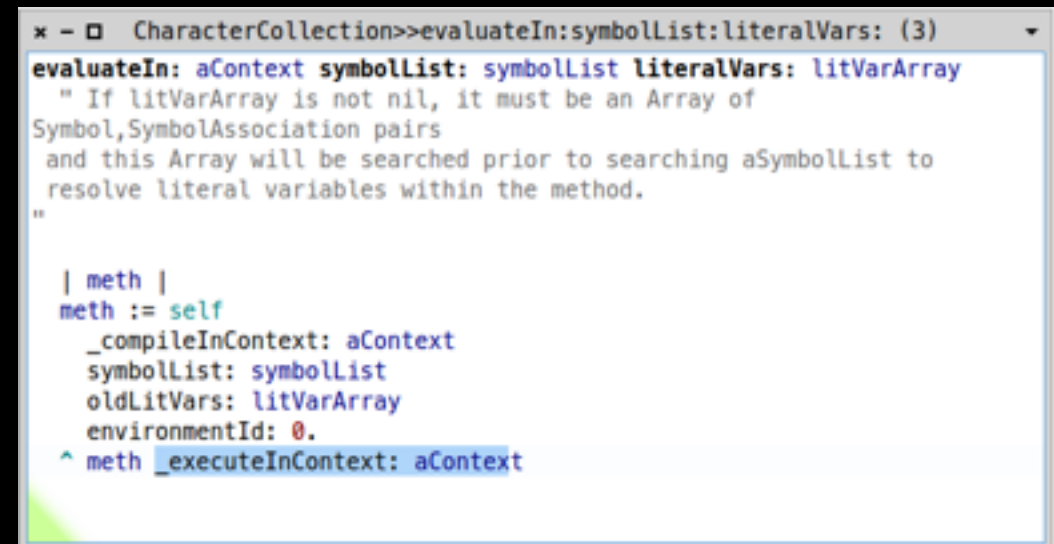 CharacterCollection>>evaluateIn:symbolList:literalVars: (3)
evaluateIn: aContext symbolList: symbolList literalVars: litVarArray
" If litVarArray is not nil, it must be an Array of
Symbol,SymbolAssociation pairs
and this Array will be searched prior to searching aSymbolList to
resolve literal variables within the method.
"
| meth |
meth := self
_compileInContext: aContext
symbolList: symbolList
oldLitVars: litVarArray
environmentId: 0.
^ meth _executeInContext: aContext